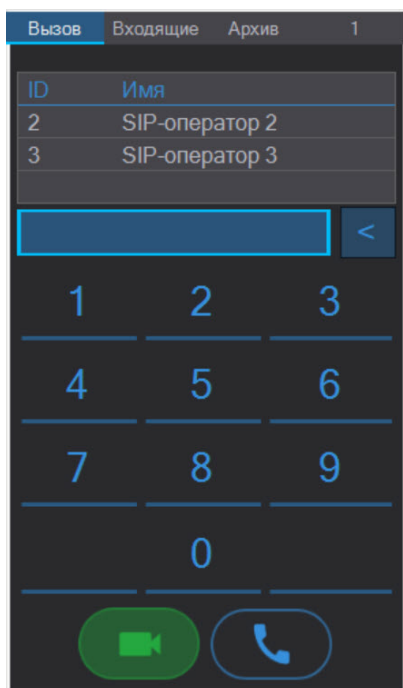 Вызов Входящие Архив 1
ID Имя
2 SIP-оператор 2
3 SIP-оператор 3
<
1 2 3
4 5 6
7 8 9
0